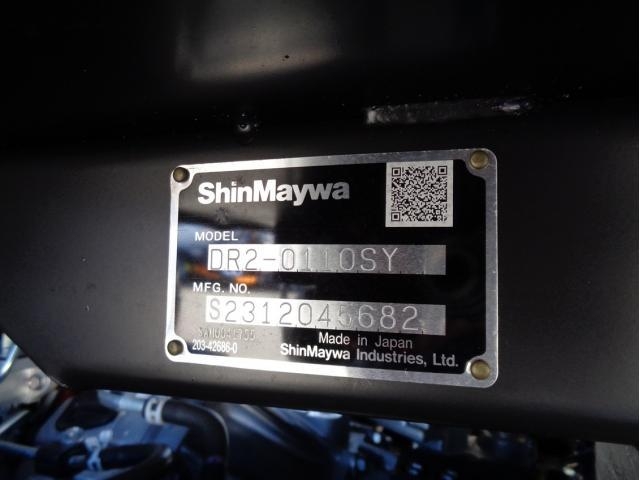 ShinMaywa
MODEL
DR2-0110SY
MFG. NO.
S2312045682
203-42686-0
Made in Japan
ShinMaywa Industries, Ltd.